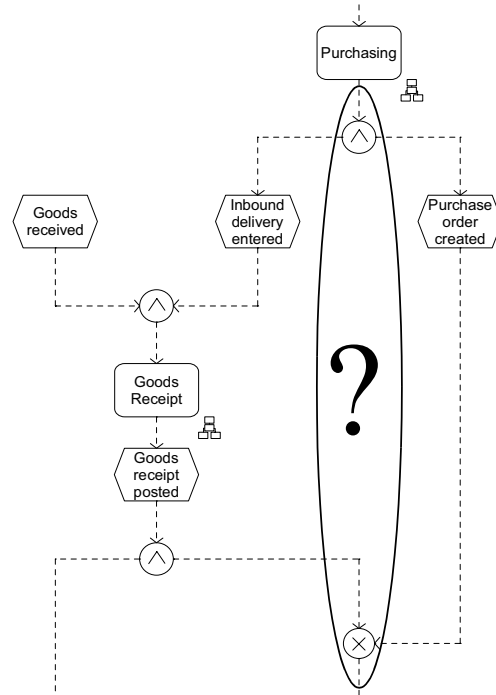 Purchasing
Goods
received
Inbound
delivery
entered
Purchase
order
created
?
Goods
Receipt
Goods
receipt
posted